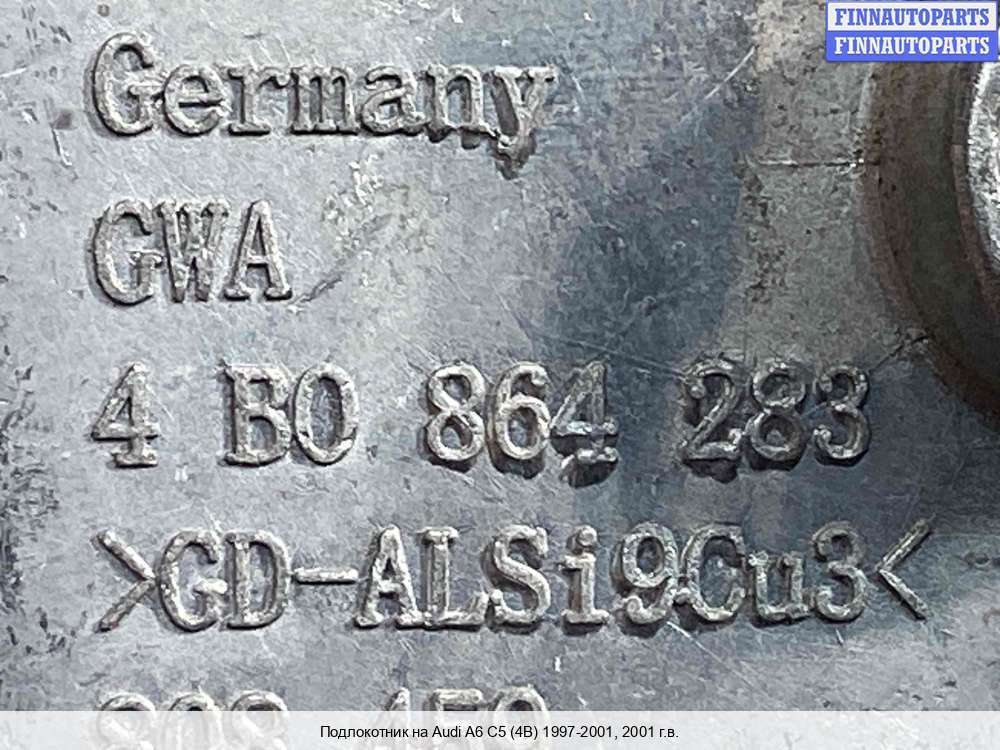 FINNAUTOPARTS
FINNAUTOPARTS
Germany
GWA
4 B0 864 283
>GD-ALSi9Cu3<
Подлокотник на Audi A6 C5 (4B) 1997-2001, 2001 г.в.